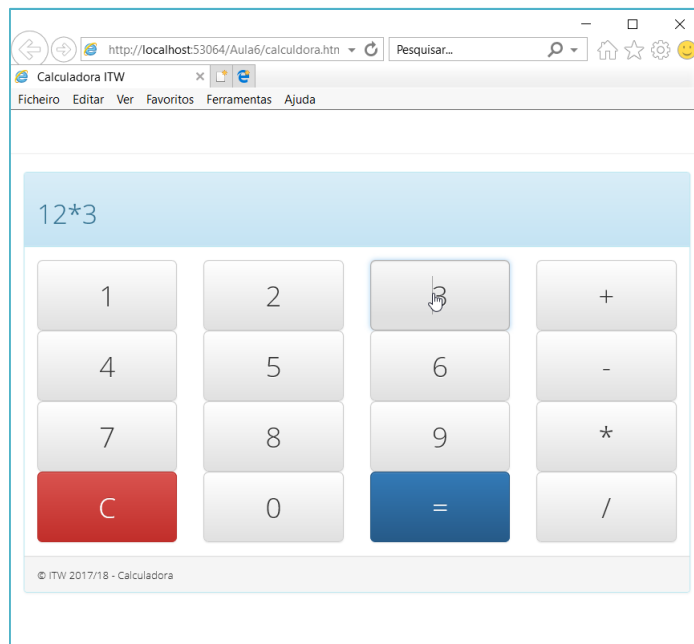 http://localhost:53064/Aula6/calculdora.htn
Pesquisar...
Calculadora ITW
Ficheiro Editar Ver Favoritos Ferramentas Ajuda
12*3
1 2 3 +
4 5 6 -
7 8 9 *
C 0 = /
© ITW 2017/18 - Calculadora